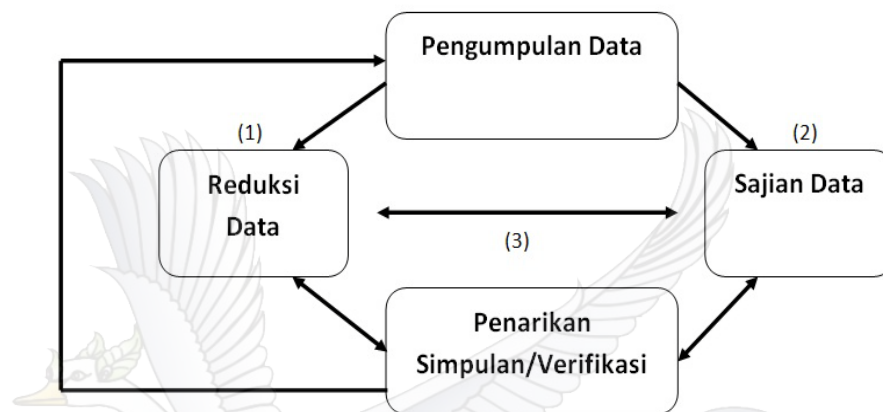 Pengumpulan Data
(1)
(2)
Reduksi
Data
Sajian Data
(3)
Penarikan
Simpulan/Verifikasi